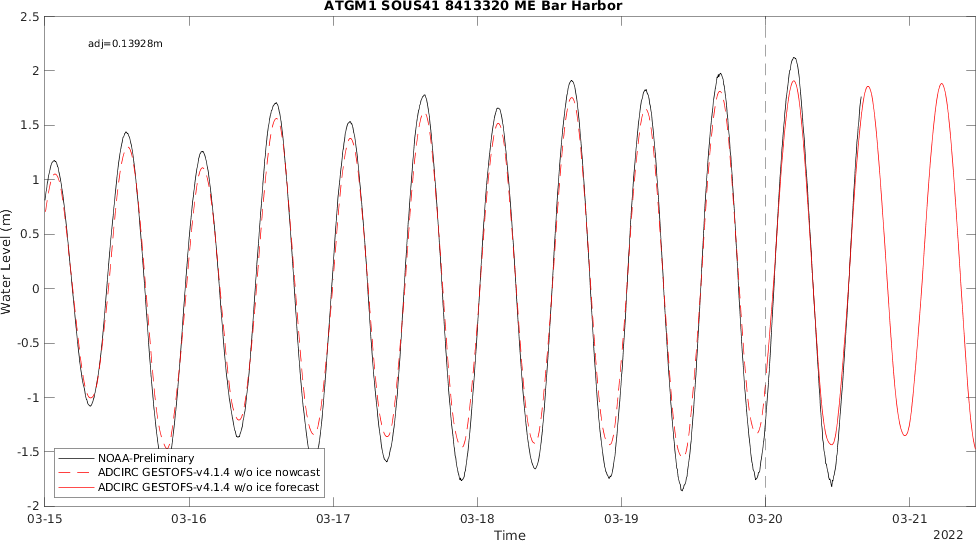 ATGM1 SOUS41 8413320 ME Bar Harbor
adj=0.13928m
2.5
2
1.5
1
0.5
0
-0.5
-1
-1.5
-2
Water Level (m)
NOAA-Preliminary
ADCIRC GESTOFS-v4.1.4 w/o ice nowcast
ADCIRC GESTOFS-v4.1.4 w/o ice forecast
03-15 03-16 03-17 03-18 03-19 03-20 03-21
Time
2022